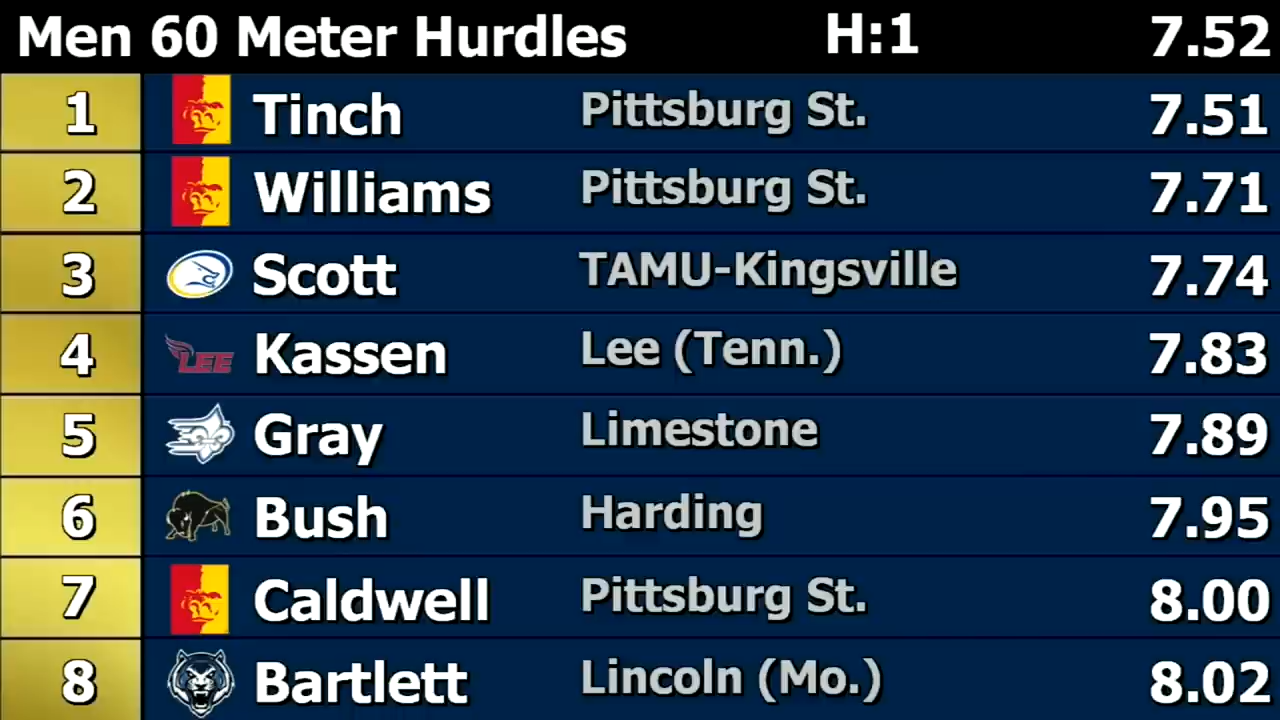 Men 60 Meter Hurdles H:1 7.52
1 Tinch Pittsburg St. 7.51
2 Williams Pittsburg St. 7.71
3 Scott TAMU-Kingsville 7.74
4 LEE Kassen Lee (Tenn.) 7.83
5 Gray Limestone 7.89
6 Bush Harding 7.95
7 Caldwell Pittsburg St. 8.00
8 Bartlett Lincoln (Mo.) 8.02